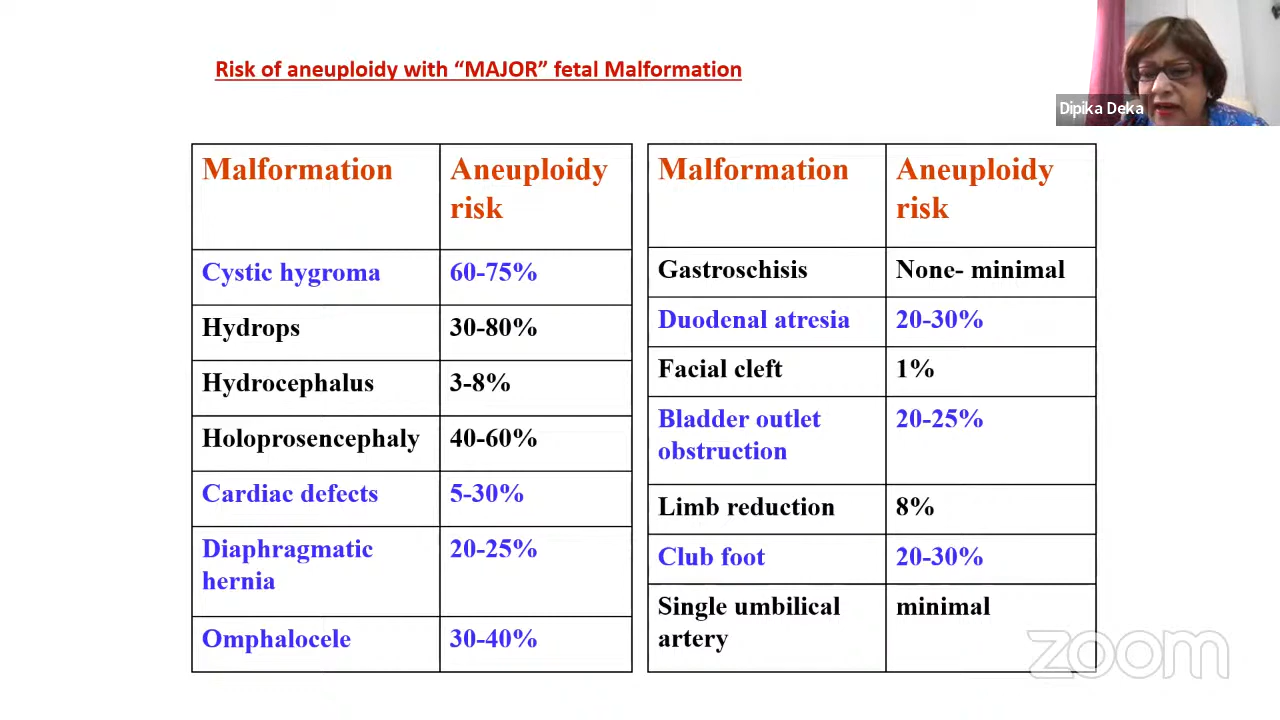 Risk of aneuploidy with “MAJOR” fetal Malformation
Dipika Deka
Malformation
Aneuploidy
risk
Cystic hygroma
60-75%
Hydrops
30-80%
Hydrocephalus
3-8%
Holoprosencephaly
40-60%
Cardiac defects
5-30%
Diaphragmatic
hernia
20-25%
Omphalocele
30-40%
Malformation
Aneuploidy
risk
Gastroschisis
None- minimal
Duodenal atresia
20-30%
Facial cleft
1%
Bladder outlet
obstruction
20-25%
Limb reduction
8%
Club foot
20-30%
Single umbilical
artery
minimal
zoom